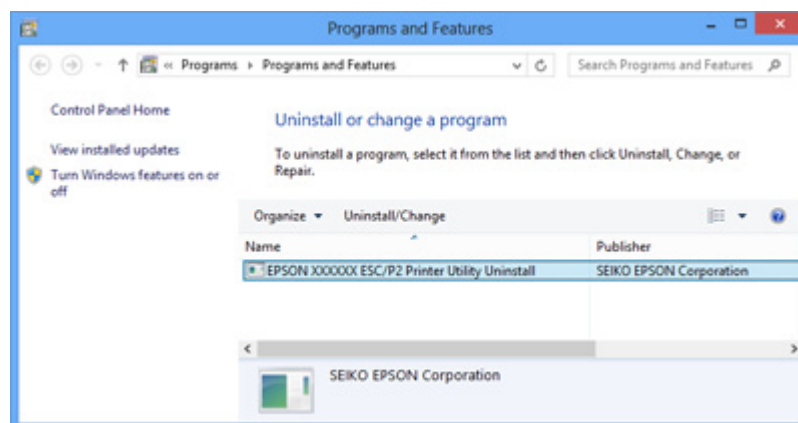 Programs and Features
« Programs ▸ Programs and Features
Search Programs and Features
Control Panel Home
View installed updates
Turn Windows features on or
off
Uninstall or change a program
To uninstall a program, select it from the list and then click Uninstall, Change, or
Repair.
Organize Uninstall/Change
Name Publisher
EPSON XXXXXX ESC/P2 Printer Utility Uninstall SEIKO EPSON Corporation
SEIKO EPSON Corporation